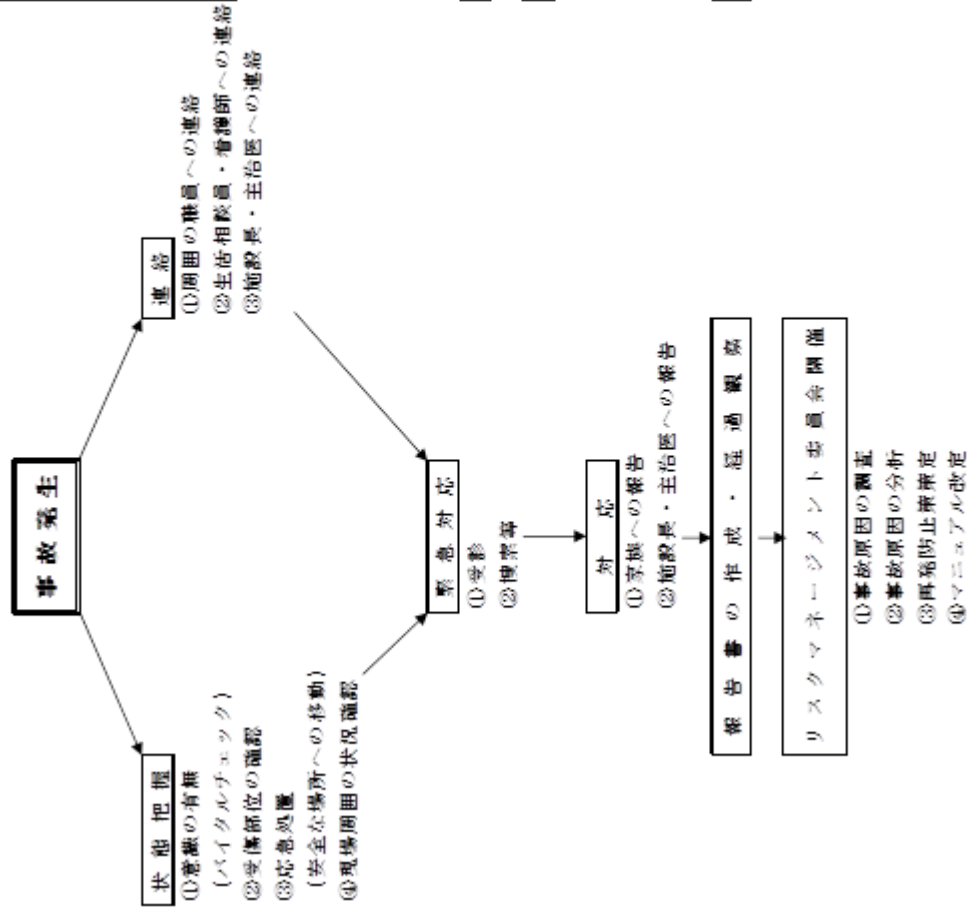 事故発生
状態把握
①意識の有無
(バイタルチェック)
②受傷部位の確認
③応急処置
(安全な場所への移動)
④現場周囲の状況確認
連絡
①周囲の職員への連絡
②生活相談員・看護師への連絡
③施設長・主治医への連絡
緊急対応
①受診
②捜索等
対応
①家族への報告
②施設長・主治医への報告
報告書の作成・経過観察
リスクマネージメント委員会開催
①事故原因の調査
②事故原因の分析
③再発防止策策定
④マニュアル改定